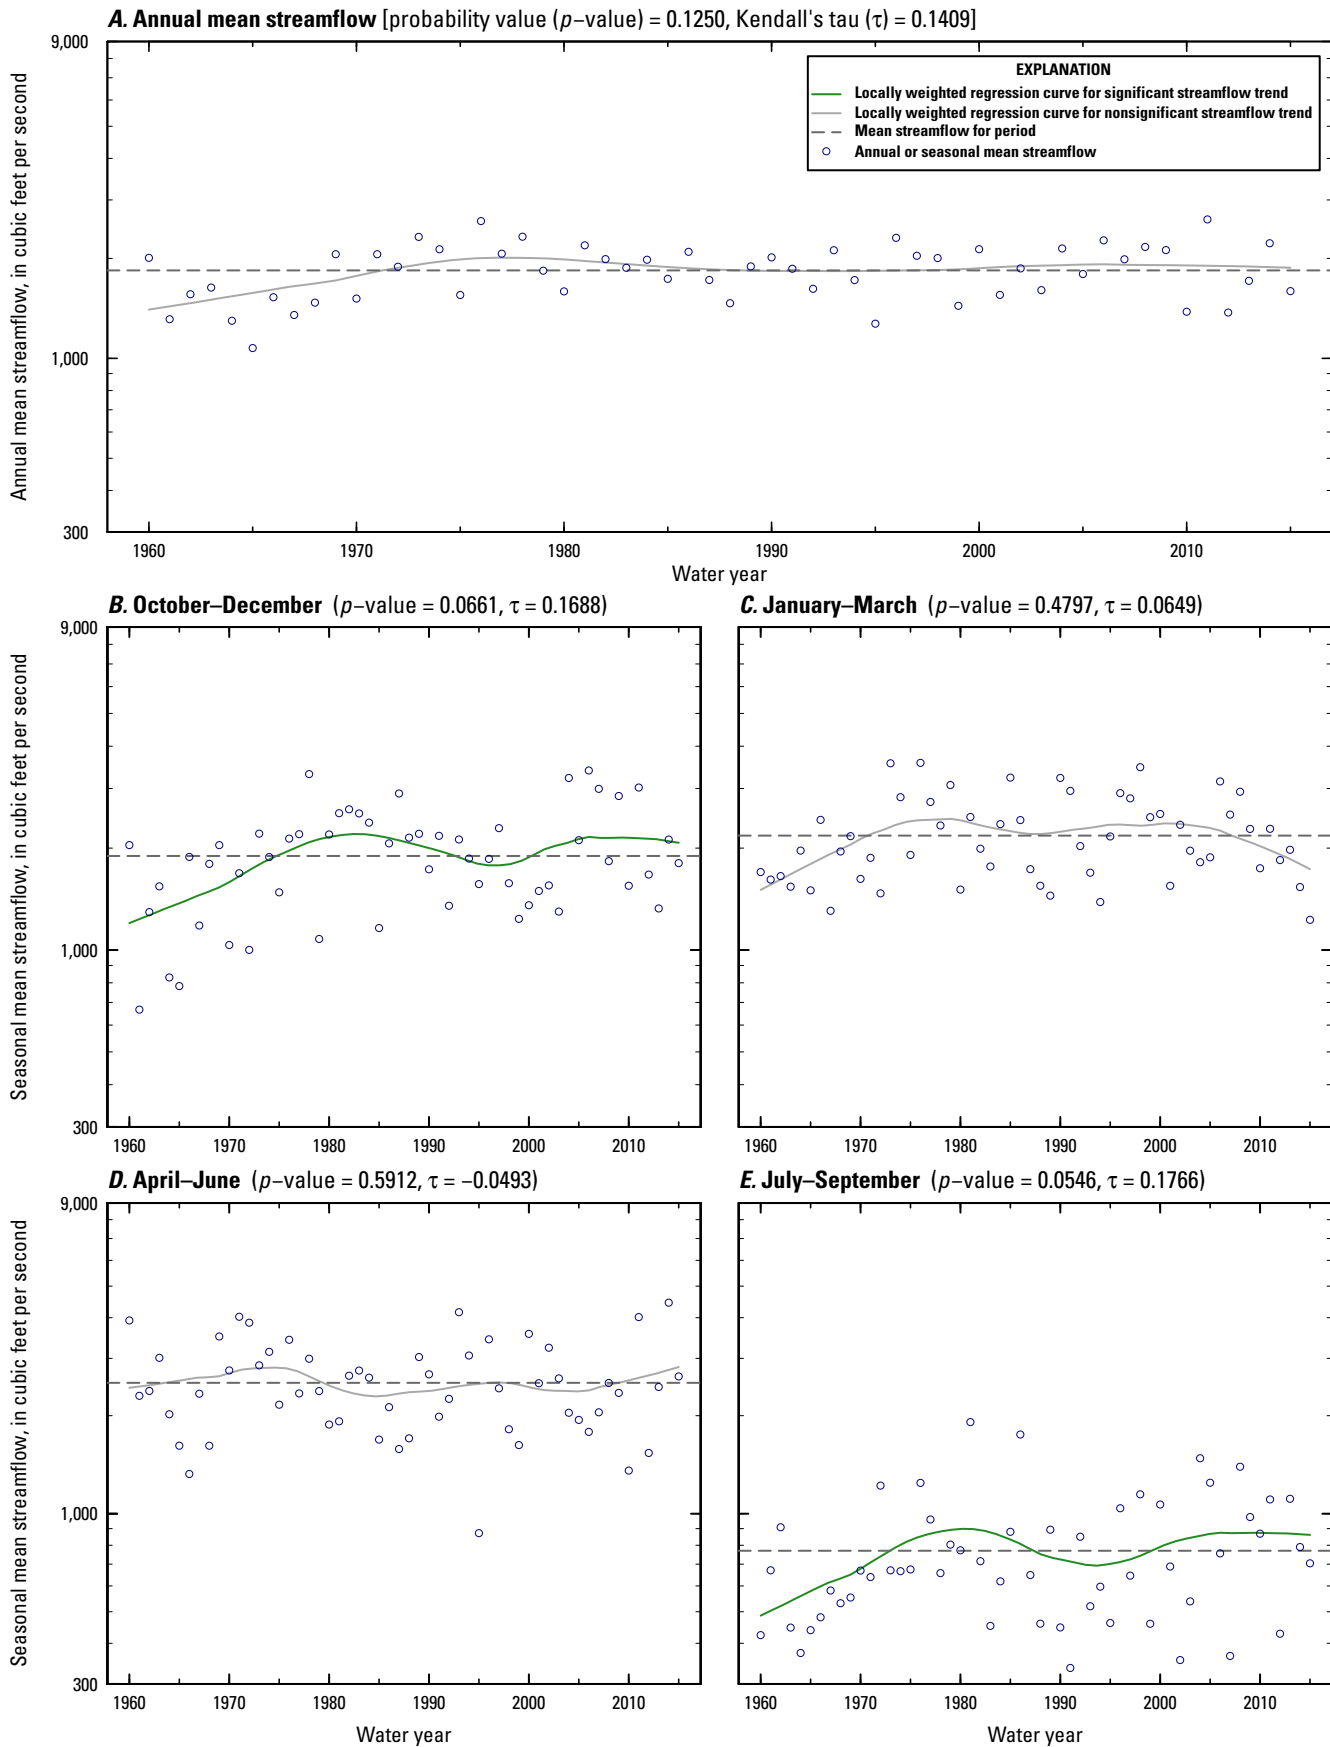 A. Annual mean streamflow [probability value (p–value) = 0.1250, Kendall's tau (τ) = 0.1409]
9,000
1,000
300
Annual mean streamflow, in cubic feet per second
EXPLANATION
Locally weighted regression curve for significant streamflow trend
Locally weighted regression curve for nonsignificant streamflow trend
Mean streamflow for period
Annual or seasonal mean streamflow
1960 1970 1980 1990 2000 2010
Water year
B. October–December (p–value = 0.0661, τ = 0.1688)
9,000
1,000
300
Seasonal mean streamflow, in cubic feet per second
1960 1970 1980 1990 2000 2010
C. January–March (p–value = 0.4797, τ = 0.0649)
1960 1970 1980 1990 2000 2010
D. April–June (p–value = 0.5912, τ = –0.0493)
9,000
1,000
300
Seasonal mean streamflow, in cubic feet per second
1960 1970 1980 1990 2000 2010
Water year
E. July–September (p–value = 0.0546, τ = 0.1766)
1960 1970 1980 1990 2000 2010
Water year